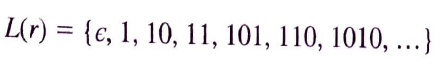 L(r) = {ϵ, 1, 10, 11, 101, 110, 1010, ...}